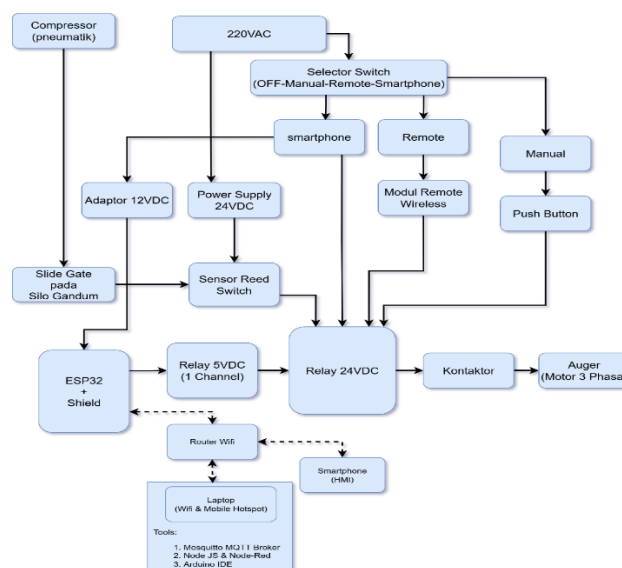 Compressor
(pneumatik)
220VAC
Selector Switch
(OFF-Manual-Remote-Smartphone)
smartphone
Remote
Manual
Adaptor 12VDC
Power Supply
24VDC
Modul Remote
Wireless
Push Button
Slide Gate
pada
Silo Gandum
Sensor Reed
Switch
ESP32
+
Shield
Relay 5VDC
(1 Channel)
Relay 24VDC
Kontaktor
Auger
(Motor 3 Phasa)
Router Wifi
Smartphone
(HMI)
Laptop
(Wifi & Mobile Hotspot)
Tools:
1. Mosquitto MQTT Broker
2. Node JS & Node-Red
3. Arduino IDE